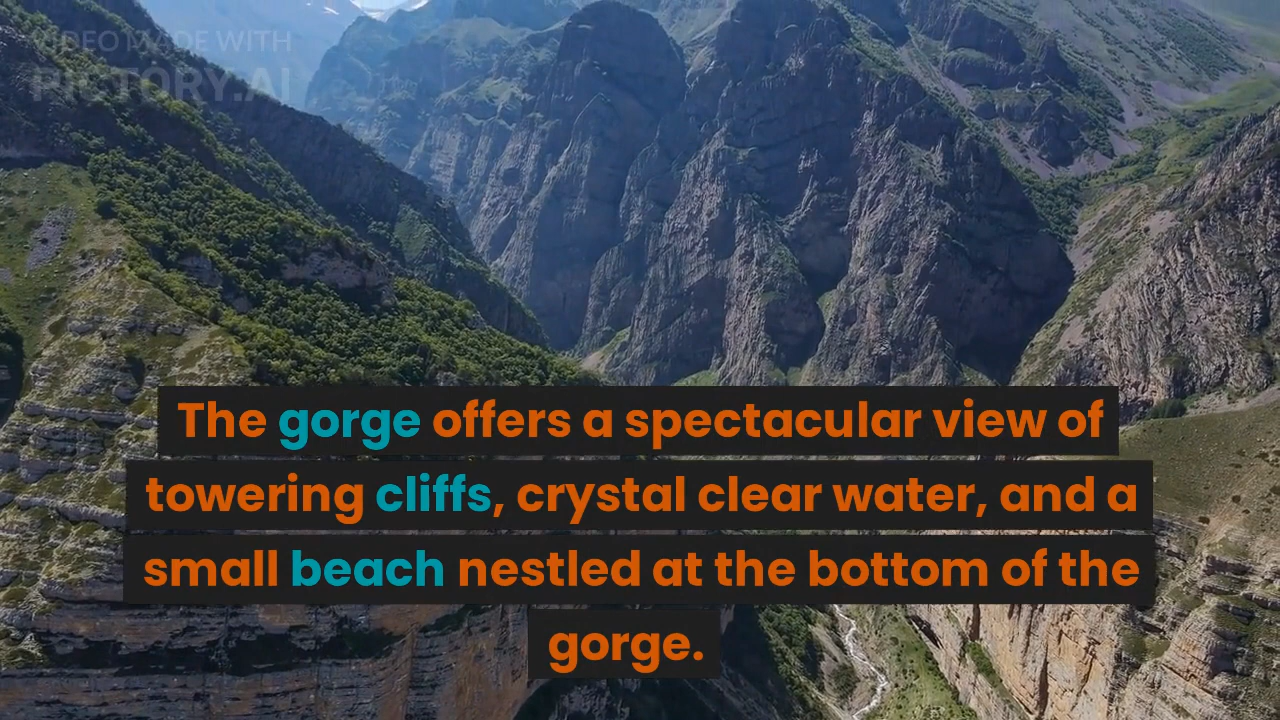 VIDEO MADE WITH
PICTORY.AI
The gorge offers a spectacular view of
towering cliffs, crystal clear water, and a
small beach nestled at the bottom of the
gorge.